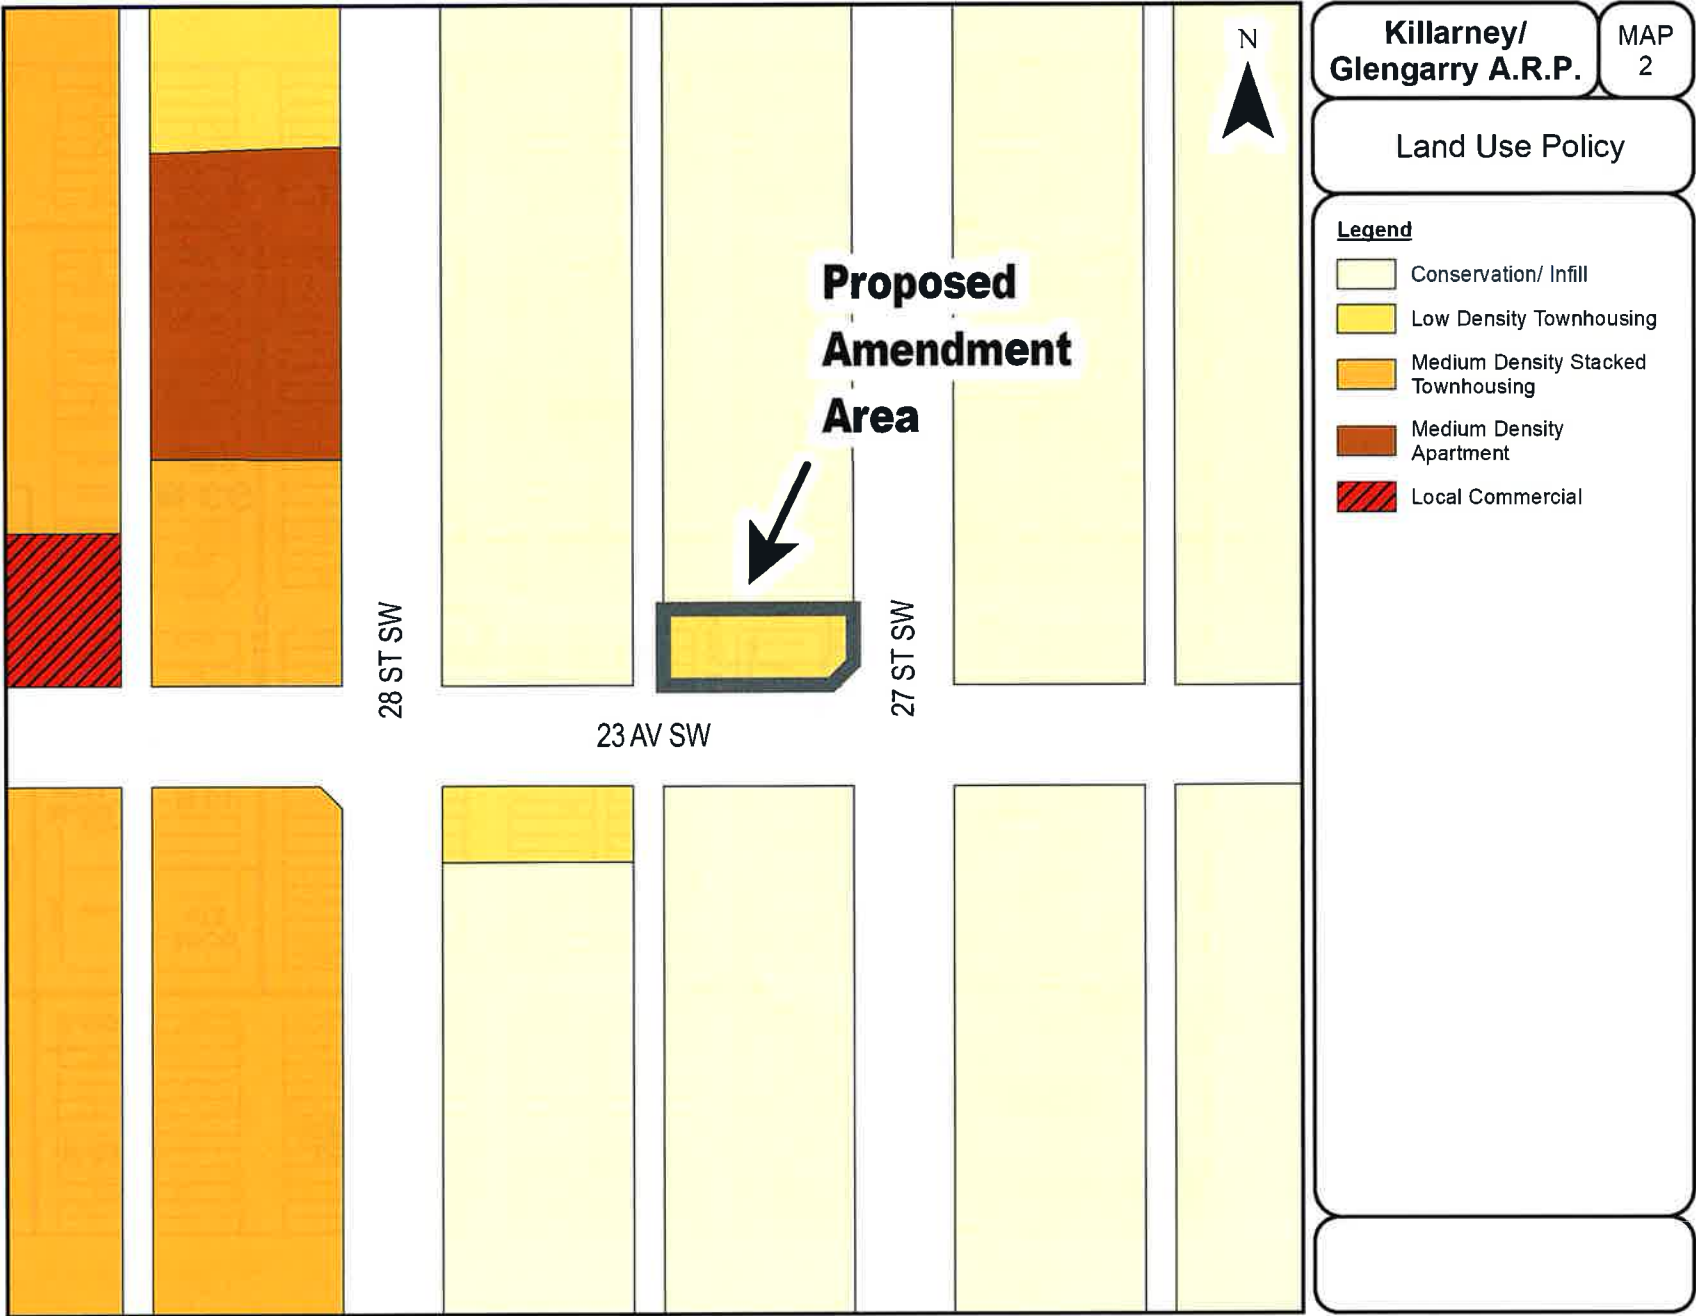 Killarney/
Glengarry A.R.P.
MAP
2
Land Use Policy
Legend
Conservation/ Infill
Low Density Townhousing
Medium Density Stacked
Townhousing
Medium Density
Apartment
Local Commercial
N
Proposed
Amendment
Area
28 ST SW
27 ST SW
23 AV SW